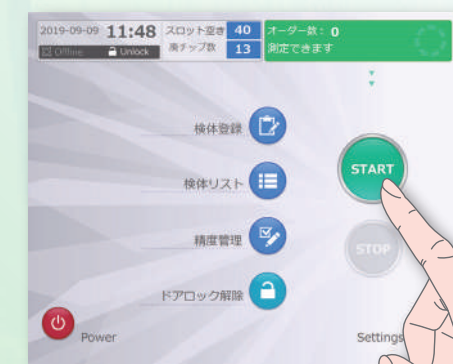 2019-09-09 11:48 スロット空き 40 オーダー数: 0
Offline Unlock 廃チップ数 13 測定できます
検体登録
START
検体リスト
精度管理
STOP
ドアロック解除
Power
Settings